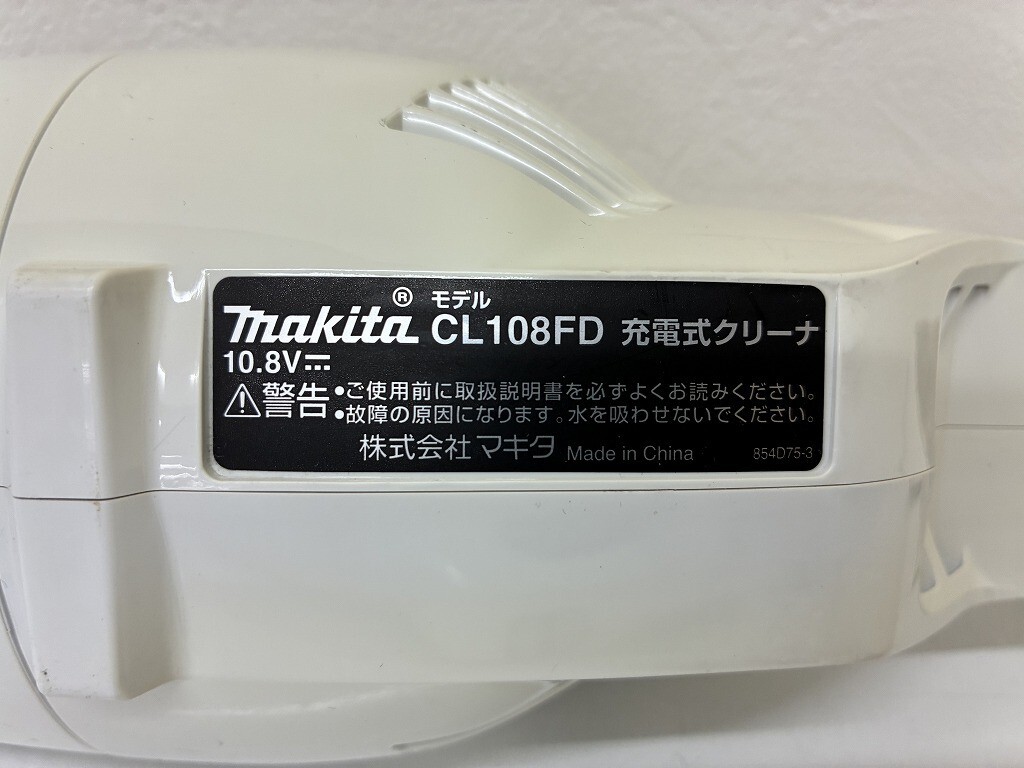 makita® モデル CL108FD 充電式クリーナ
10.8V⎓
⚠警告 •ご使用前に取扱説明書を必ずよくお読みください。
•故障の原因になります。水を吸わせないでください。
株式会社 マキタ Made in China 854D75-3